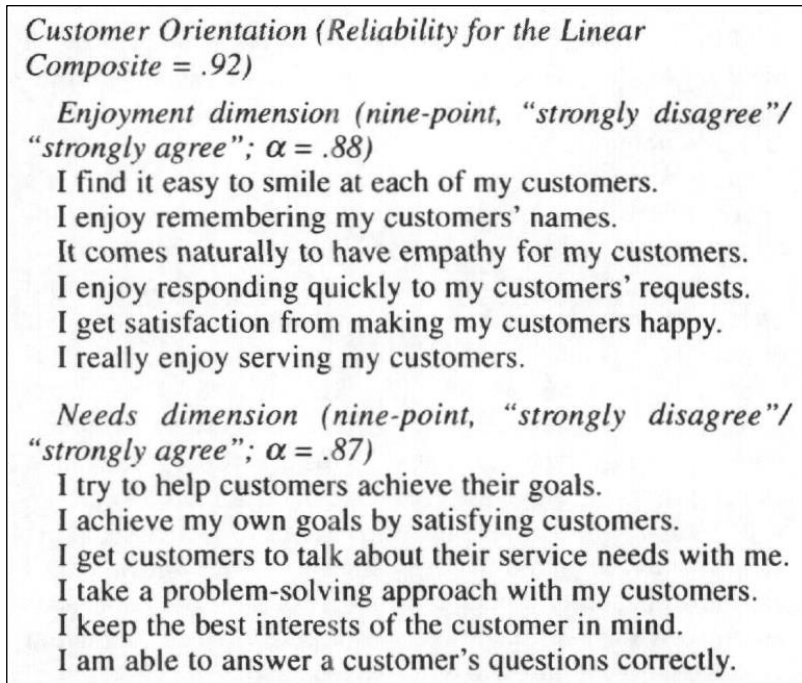 Customer Orientation (Reliability for the Linear
Composite = .92)
Enjoyment dimension (nine-point, “strongly disagree”/
“strongly agree”; α = .88)
I find it easy to smile at each of my customers.
I enjoy remembering my customers’ names.
It comes naturally to have empathy for my customers.
I enjoy responding quickly to my customers’ requests.
I get satisfaction from making my customers happy.
I really enjoy serving my customers.
Needs dimension (nine-point, “strongly disagree”/
“strongly agree”; α = .87)
I try to help customers achieve their goals.
I achieve my own goals by satisfying customers.
I get customers to talk about their service needs with me.
I take a problem-solving approach with my customers.
I keep the best interests of the customer in mind.
I am able to answer a customer’s questions correctly.